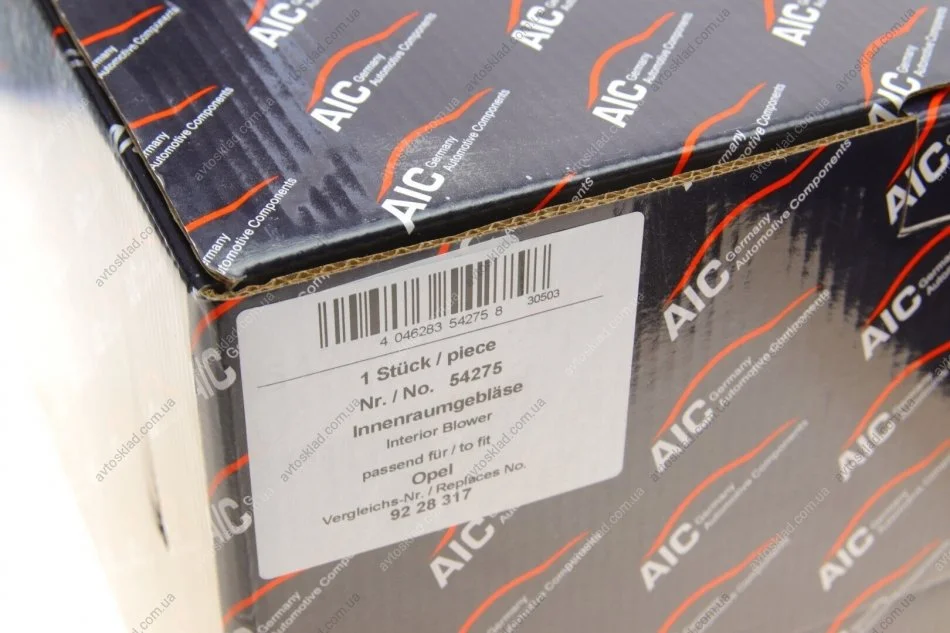 4 046283 54275 8
30503
1 Stück / piece
Nr. / No. 54275
Innenraumgebläse
Interior Blower
passend für / to fit
Opel
Vergleichs-Nr. / Replaces No.
92 28 317
AIC Germany
Automotive Components
avtosklad.com.ua